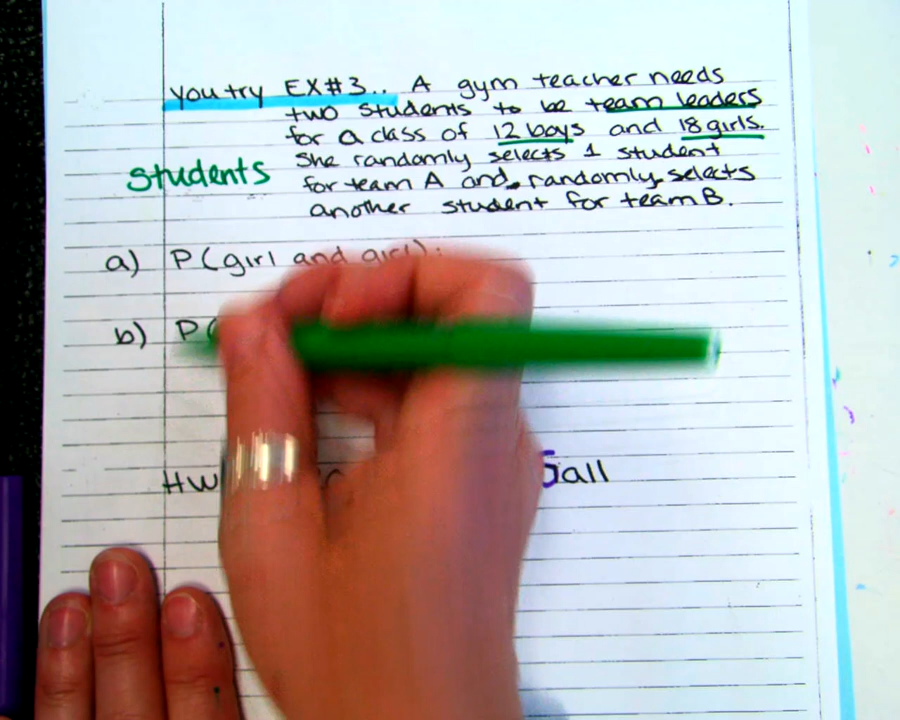 You try EX#3.. A gym teacher needs
two students to be team leaders
for a class of 12 boys and 18 girls.
She randomly selects 1 student
students
for team A and randomly selects
another student for team B.
a) P(girl and girl):
b) P(
HW all